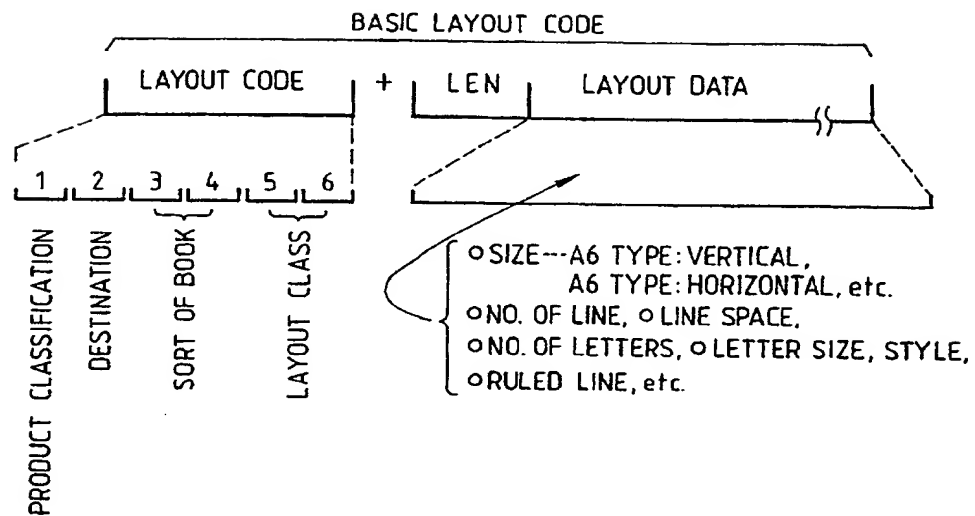 BASIC LAYOUT CODE
LAYOUT CODE + LEN LAYOUT DATA
1 2 3 4 5 6
PRODUCT CLASSIFICATION
DESTINATION
SORT OF BOOK
LAYOUT CLASS
○SIZE---A6 TYPE: VERTICAL,
A6 TYPE: HORIZONTAL, etc.
○NO. OF LINE, ○LINE SPACE,
○NO. OF LETTERS, ○LETTER SIZE, STYLE,
○RULED LINE, etc.